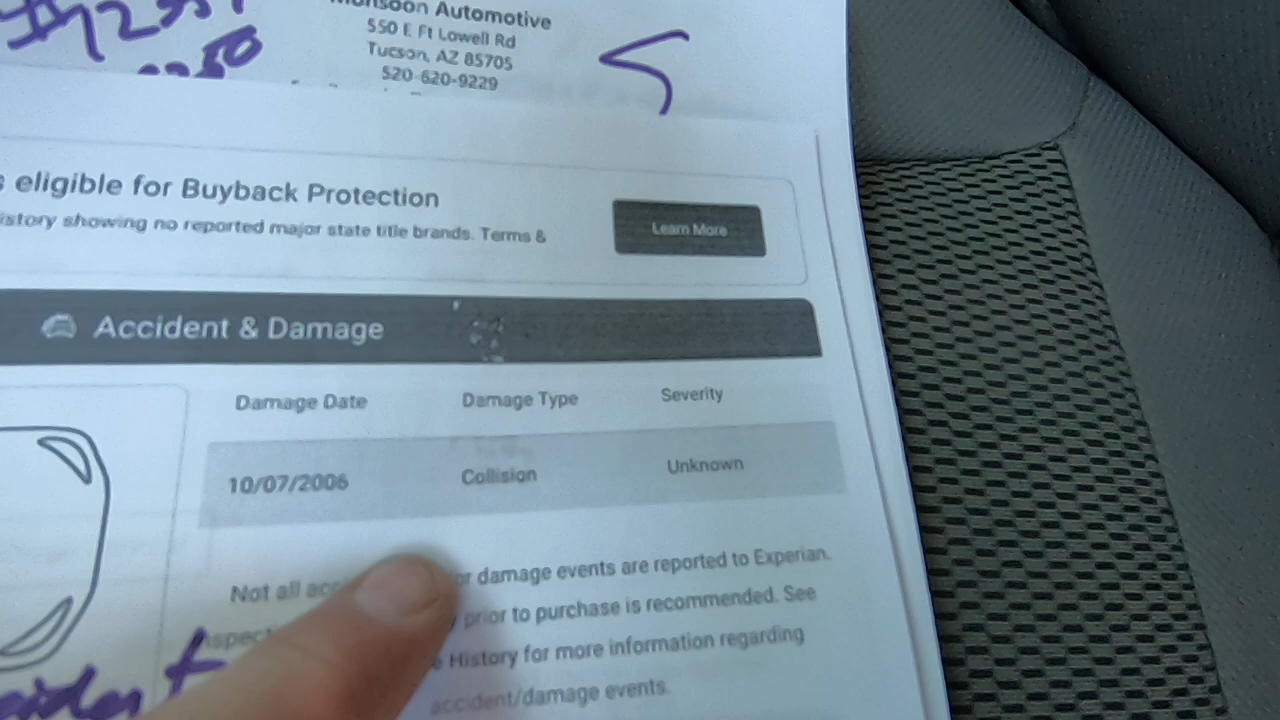 Monsoon Automotive
550 E Ft Lowell Rd
Tucson, AZ 85705
520-620-9229
eligible for Buyback Protection
history showing no reported major state title brands. Terms &
Learn More
Accident & Damage
Damage Date Damage Type Severity
10/07/2006 Collision Unknown
Not all or damage events are reported to Experian.
prior to purchase is recommended. See
History for more information regarding
accident/damage events.